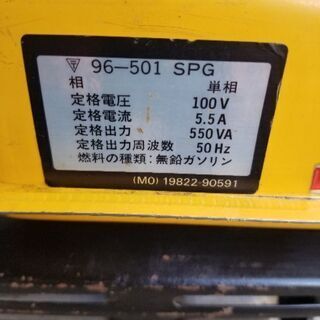 〒 96-501 SPG
相 単相
定格電圧 100V
定格電流 5.5A
定格出力 550VA
定格出力周波数 50Hz
燃料の種類:無鉛ガソリン
(MO) 19822-90591